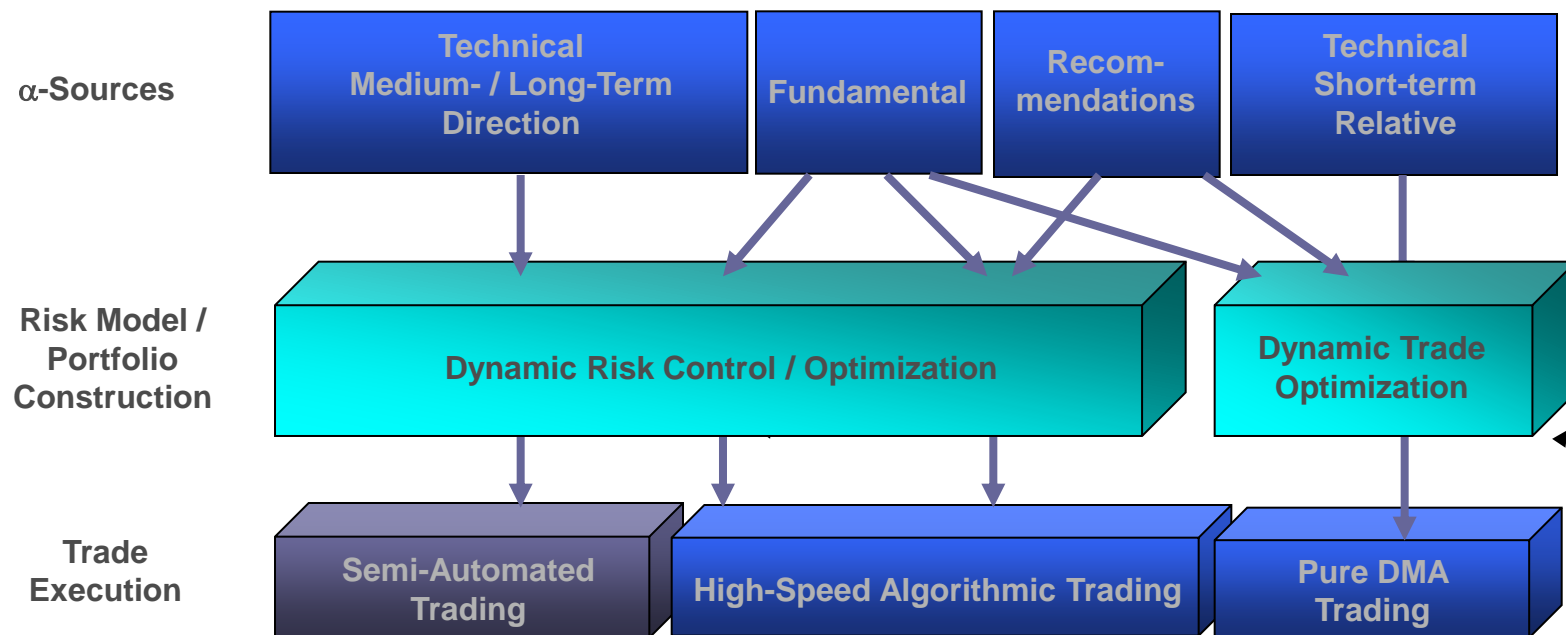 α-Sources
Technical
Medium- / Long-Term
Direction
Fundamental
Recom-
mendations
Technical
Short-term
Relative
Risk Model /
Portfolio
Construction
Dynamic Risk Control / Optimization
Dynamic Trade
Optimization
Trade
Execution
Semi-Automated
Trading
High-Speed Algorithmic Trading
Pure DMA
Trading